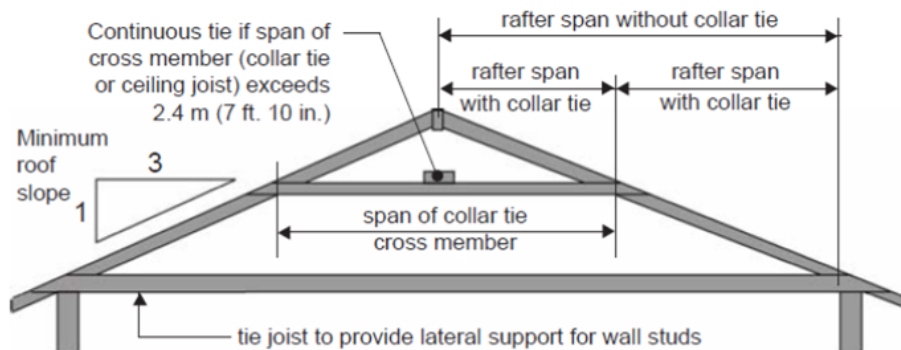 Continuous tie if span of
cross member (collar tie
or ceiling joist) exceeds
2.4 m (7 ft. 10 in.)
rafter span without collar tie
rafter span
with collar tie
rafter span
with collar tie
Minimum
roof
slope
3
1
span of collar tie
cross member
tie joist to provide lateral support for wall studs